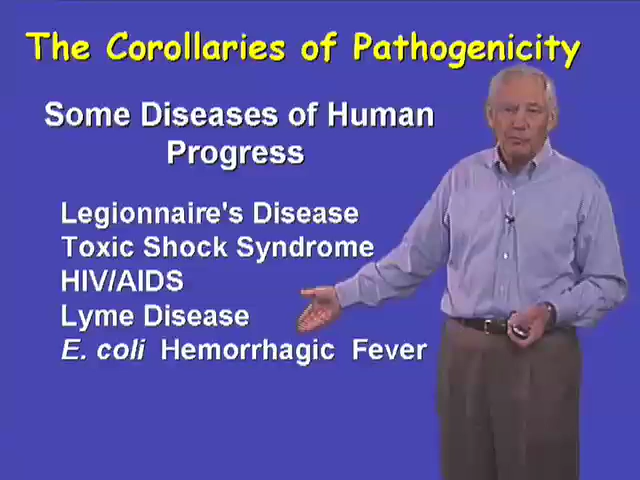 The Corollaries of Pathogenicity
Some Diseases of Human
Progress
Legionnaire's Disease
Toxic Shock Syndrome
HIV/AIDS
Lyme Disease
E. coli Hemorrhagic Fever